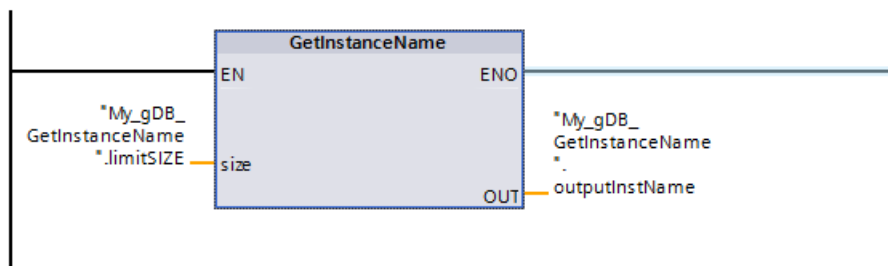 GetInstanceName
EN
ENO
"My_gDB_
GetInstanceName
".limitSIZE
size
"My_gDB_
GetInstanceName
".
outputInstName
OUT